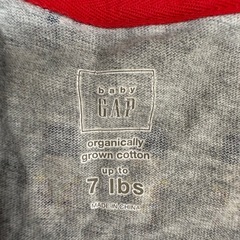 baby
GAP
organically
grown cotton
up to
7 lbs
MADE IN CHINA